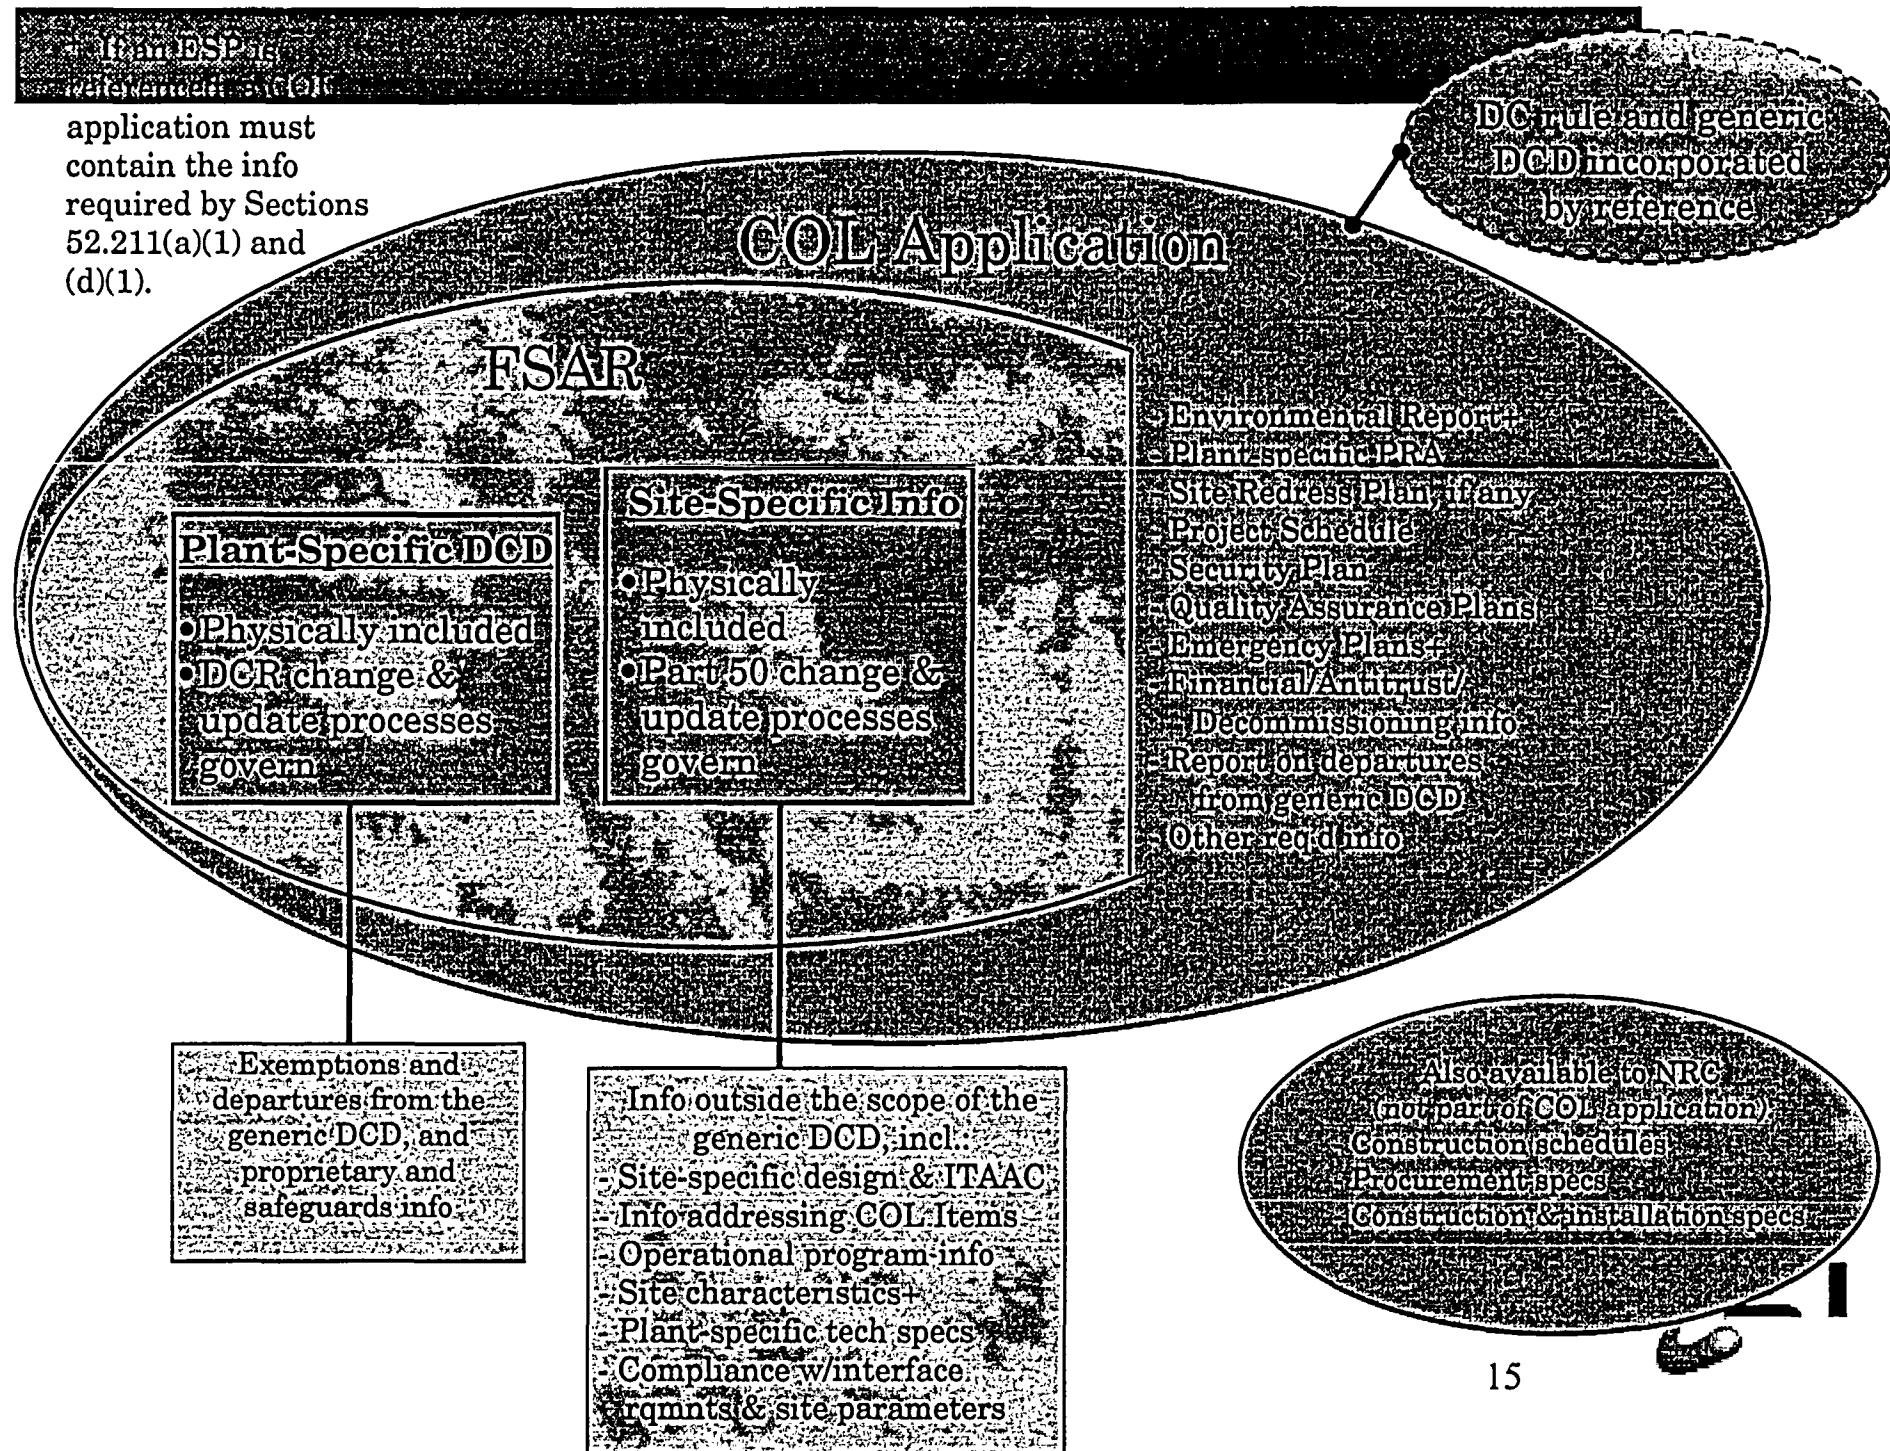 + If an ESP is
referenced, a COL
application must
contain the info
required by Sections
52.211(a)(1) and
(d)(1).
DC rule and generic
DCD incorporated
by reference
COL Application
FSAR
Plant-Specific DCD
•Physically included
•DCR change &
update processes
govern
Site-Specific Info
•Physically
included
•Part 50 change &
update processes
govern
- Environmental Report+
- Plant-specific PRA
- Site Redress Plan, if any
- Project Schedule
- Security Plan
- Quality Assurance Plans
- Emergency Plans+
- Financial/Antitrust/
Decommissioning info
- Report on departures
from generic DCD
- Other req'd info
Exemptions and
departures from the
generic DCD, and
proprietary and
safeguards info
Info outside the scope of the
generic DCD, incl.:
- Site-specific design & ITAAC
- Info addressing COL Items
- Operational program info
- Site characteristics+
- Plant-specific tech specs
- Compliance w/interface
rqmnts & site parameters
Also available to NRC
(not part of COL application)
- Construction schedules
- Procurement specs
- Construction & installation specs
15